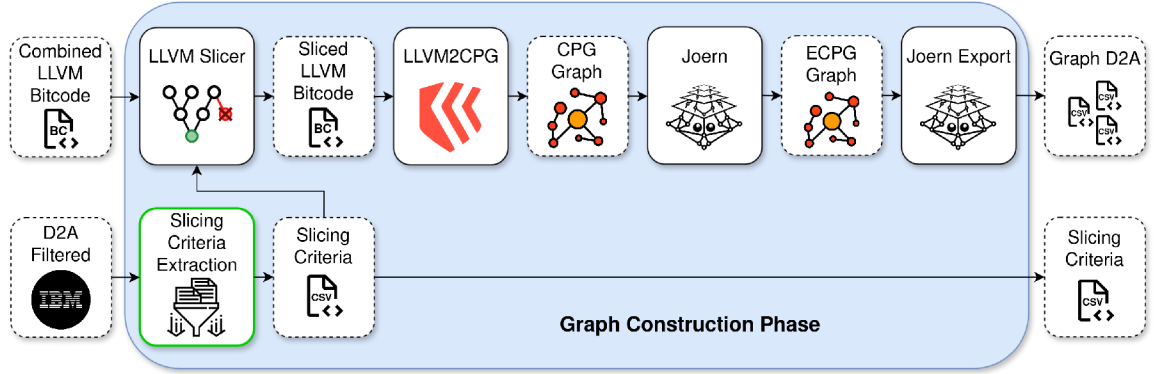 Combined
LLVM
Bitcode
BC
LLVM Slicer
Sliced
LLVM
Bitcode
BC
LLVM2CPG
CPG
Graph
Joern
ECPG
Graph
Joern Export
Graph D2A
CSV
CSV
CSV
D2A
Filtered
IBM
Slicing
Criteria
Extraction
Slicing
Criteria
CSV
Slicing
Criteria
CSV
Graph Construction Phase